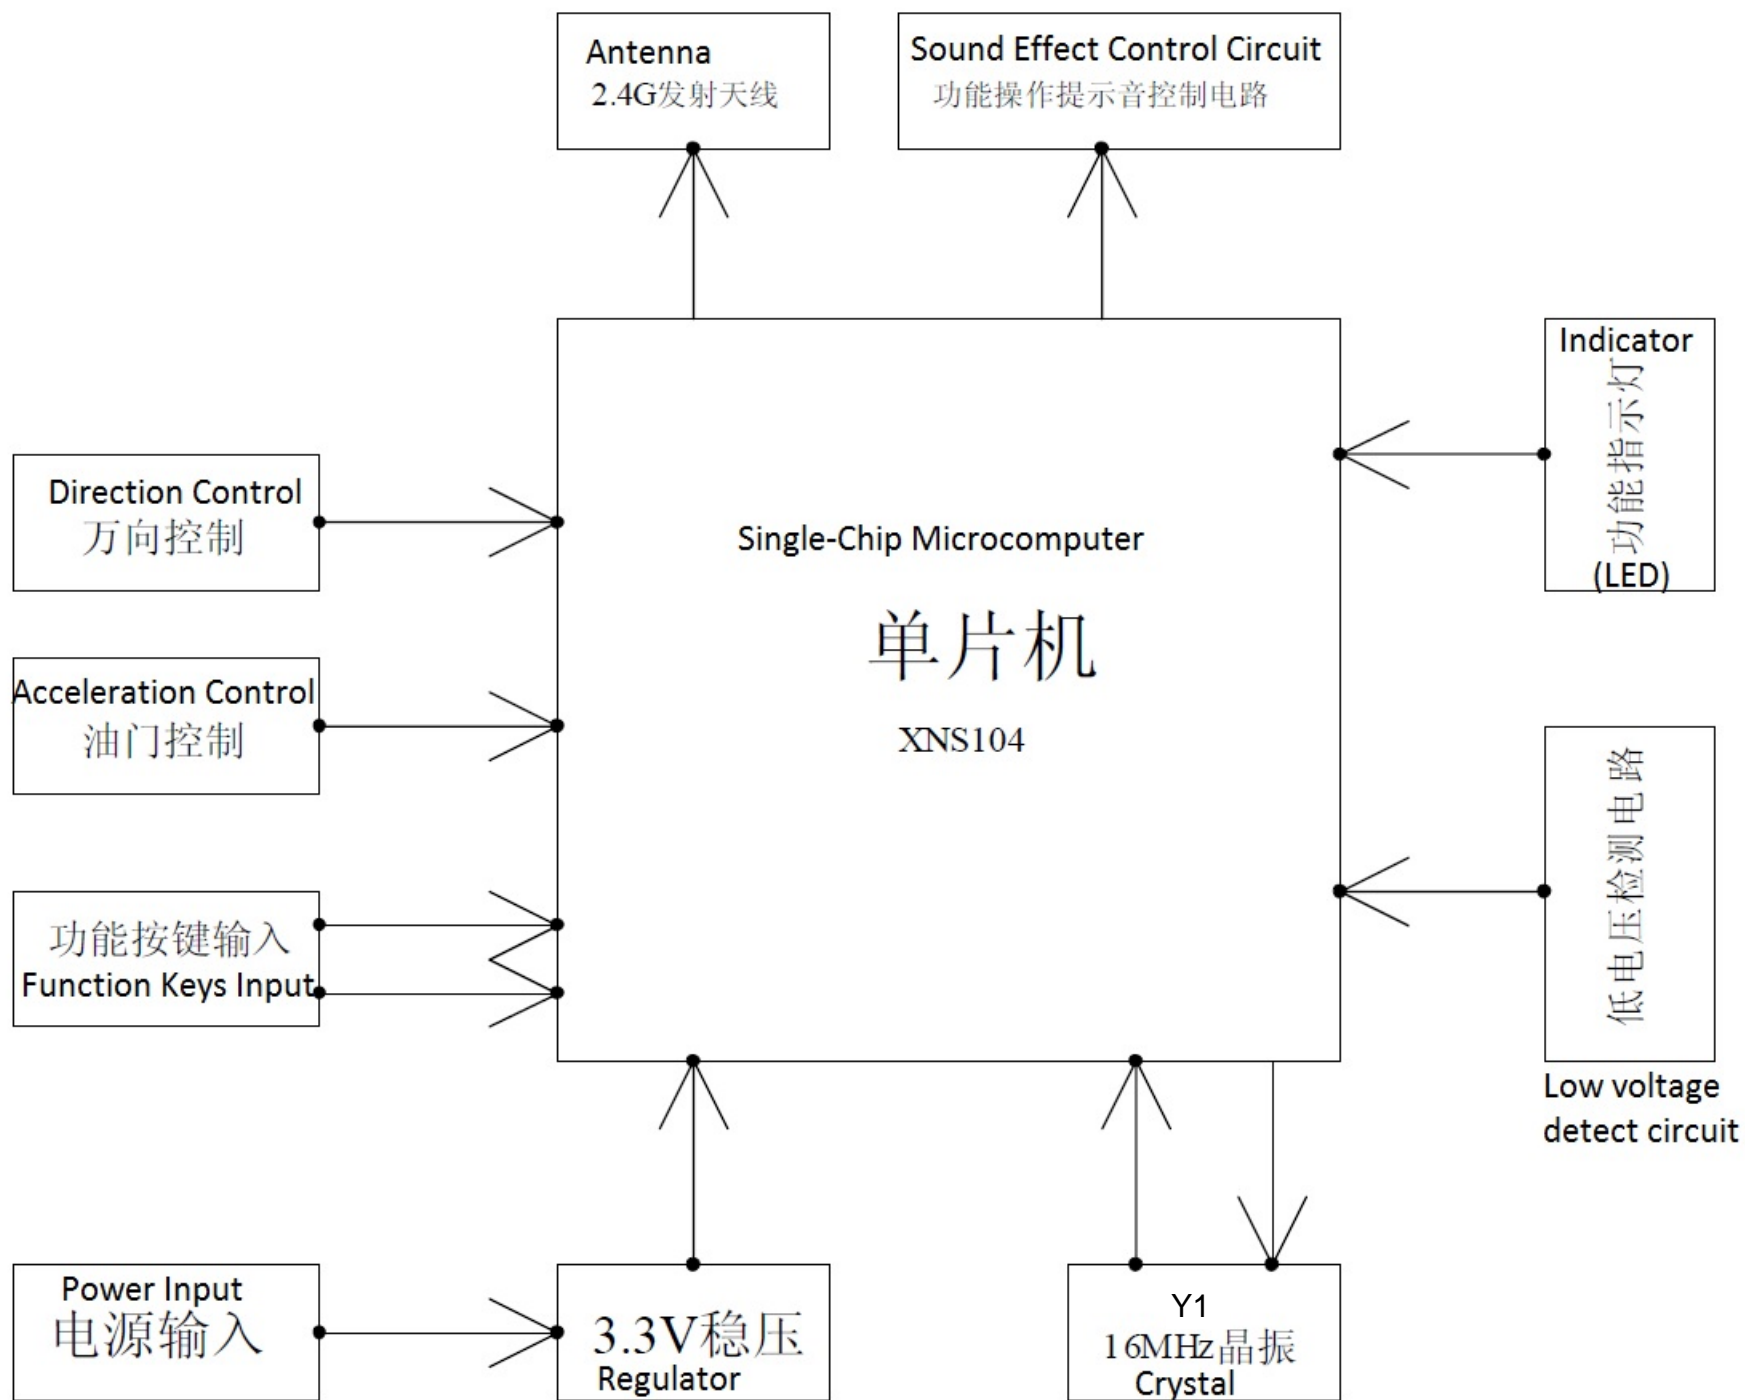 Antenna
2.4G发射天线
Sound Effect Control Circuit
功能操作提示音控制电路
Indicator
功能指示灯
(LED)
Direction Control
万向控制
Single-Chip Microcomputer
单片机
XNS104
Acceleration Control
油门控制
低电压检测电路
Low voltage
detect circuit
功能按键输入
Function Keys Input
Power Input
电源输入
3.3V稳压
Regulator
Y1
16MHz晶振
Crystal